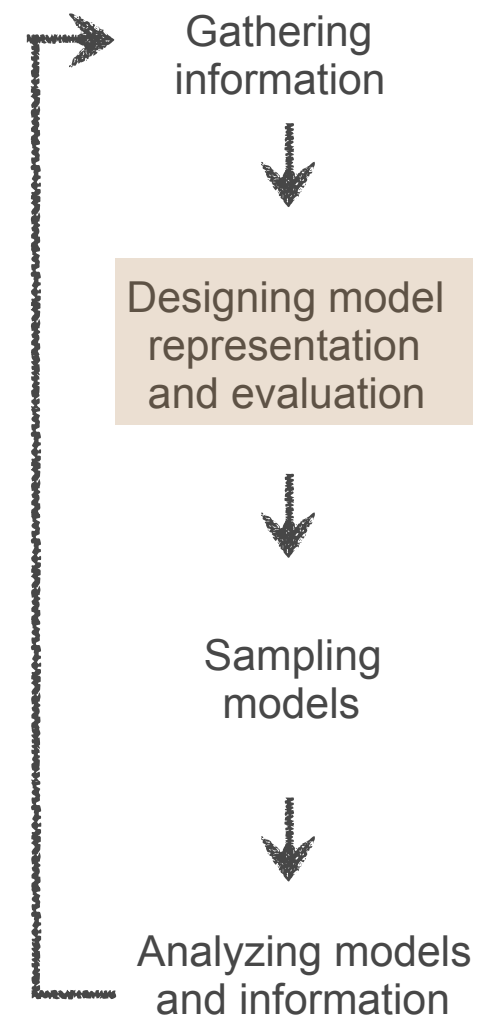 Gathering
information
Designing model
representation
and evaluation
Sampling
models
Analyzing models
and information